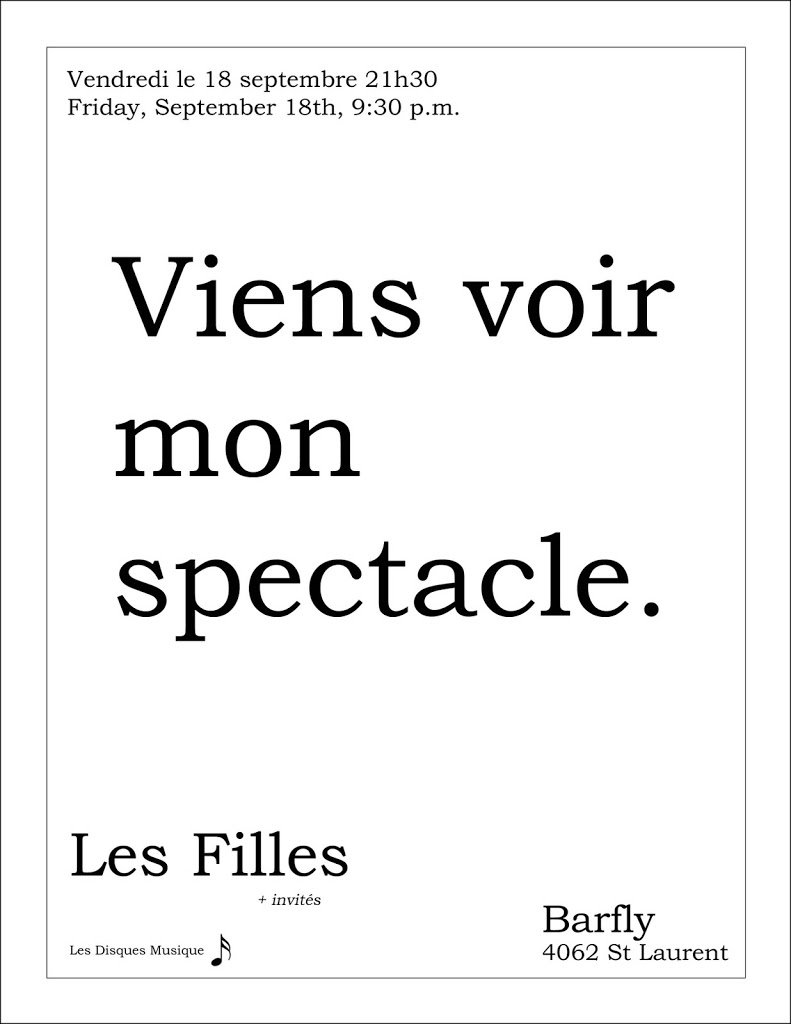 Vendredi le 18 septembre 21h30
Friday, September 18th, 9:30 p.m.
Viens voir
mon
spectacle.
Les Filles
+ invités
Les Disques Musique
Barfly
4062 St Laurent